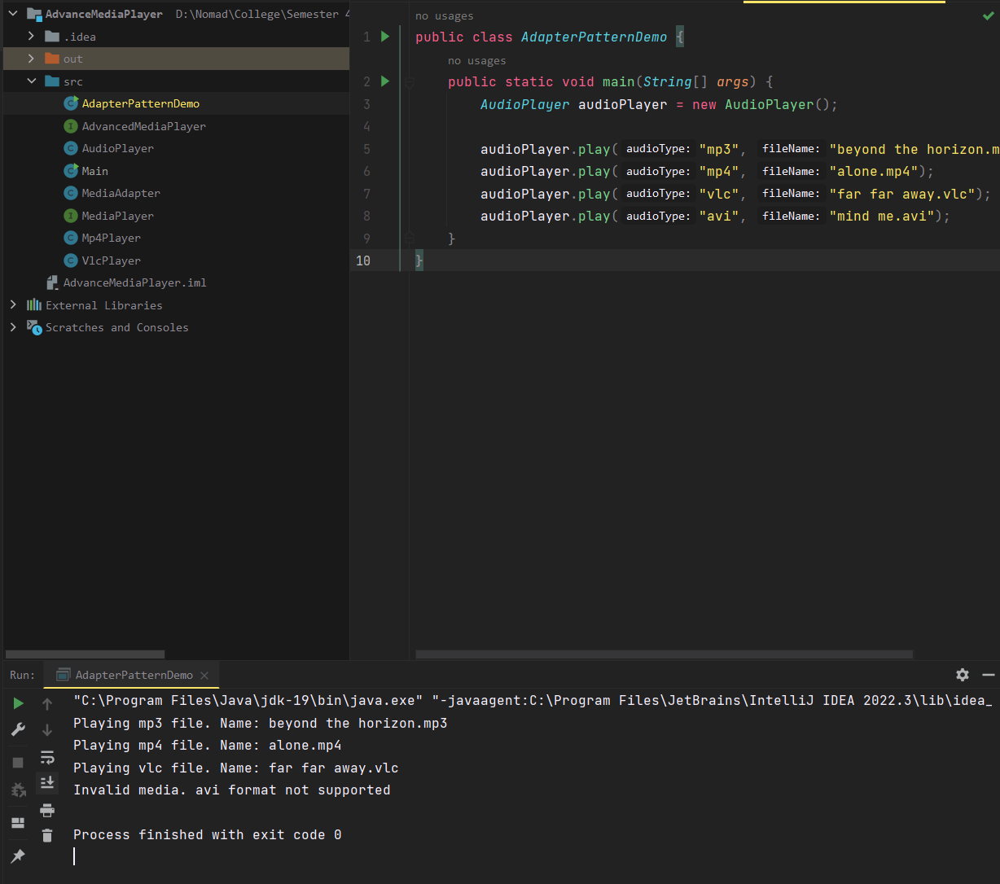 AdvanceMediaPlayer D:\Nomad\College\Semester 4
.idea
out
src
AdapterPatternDemo
AdvancedMediaPlayer
AudioPlayer
Main
MediaAdapter
MediaPlayer
Mp4Player
VlcPlayer
AdvanceMediaPlayer.iml
External Libraries
Scratches and Consoles
no usages
1 public class AdapterPatternDemo {
no usages
2 public static void main(String[] args) {
3 AudioPlayer audioPlayer = new AudioPlayer();
4
5 audioPlayer.play( audioType: "mp3", fileName: "beyond the horizon.m
6 audioPlayer.play( audioType: "mp4", fileName: "alone.mp4");
7 audioPlayer.play( audioType: "vlc", fileName: "far far away.vlc");
8 audioPlayer.play( audioType: "avi", fileName: "mind me.avi");
9 }
10 }
Run: AdapterPatternDemo
"C:\Program Files\Java\jdk-19\bin\java.exe" "-javaagent:C:\Program Files\JetBrains\IntelliJ IDEA 2022.3\lib\idea_
Playing mp3 file. Name: beyond the horizon.mp3
Playing mp4 file. Name: alone.mp4
Playing vlc file. Name: far far away.vlc
Invalid media. avi format not supported
Process finished with exit code 0